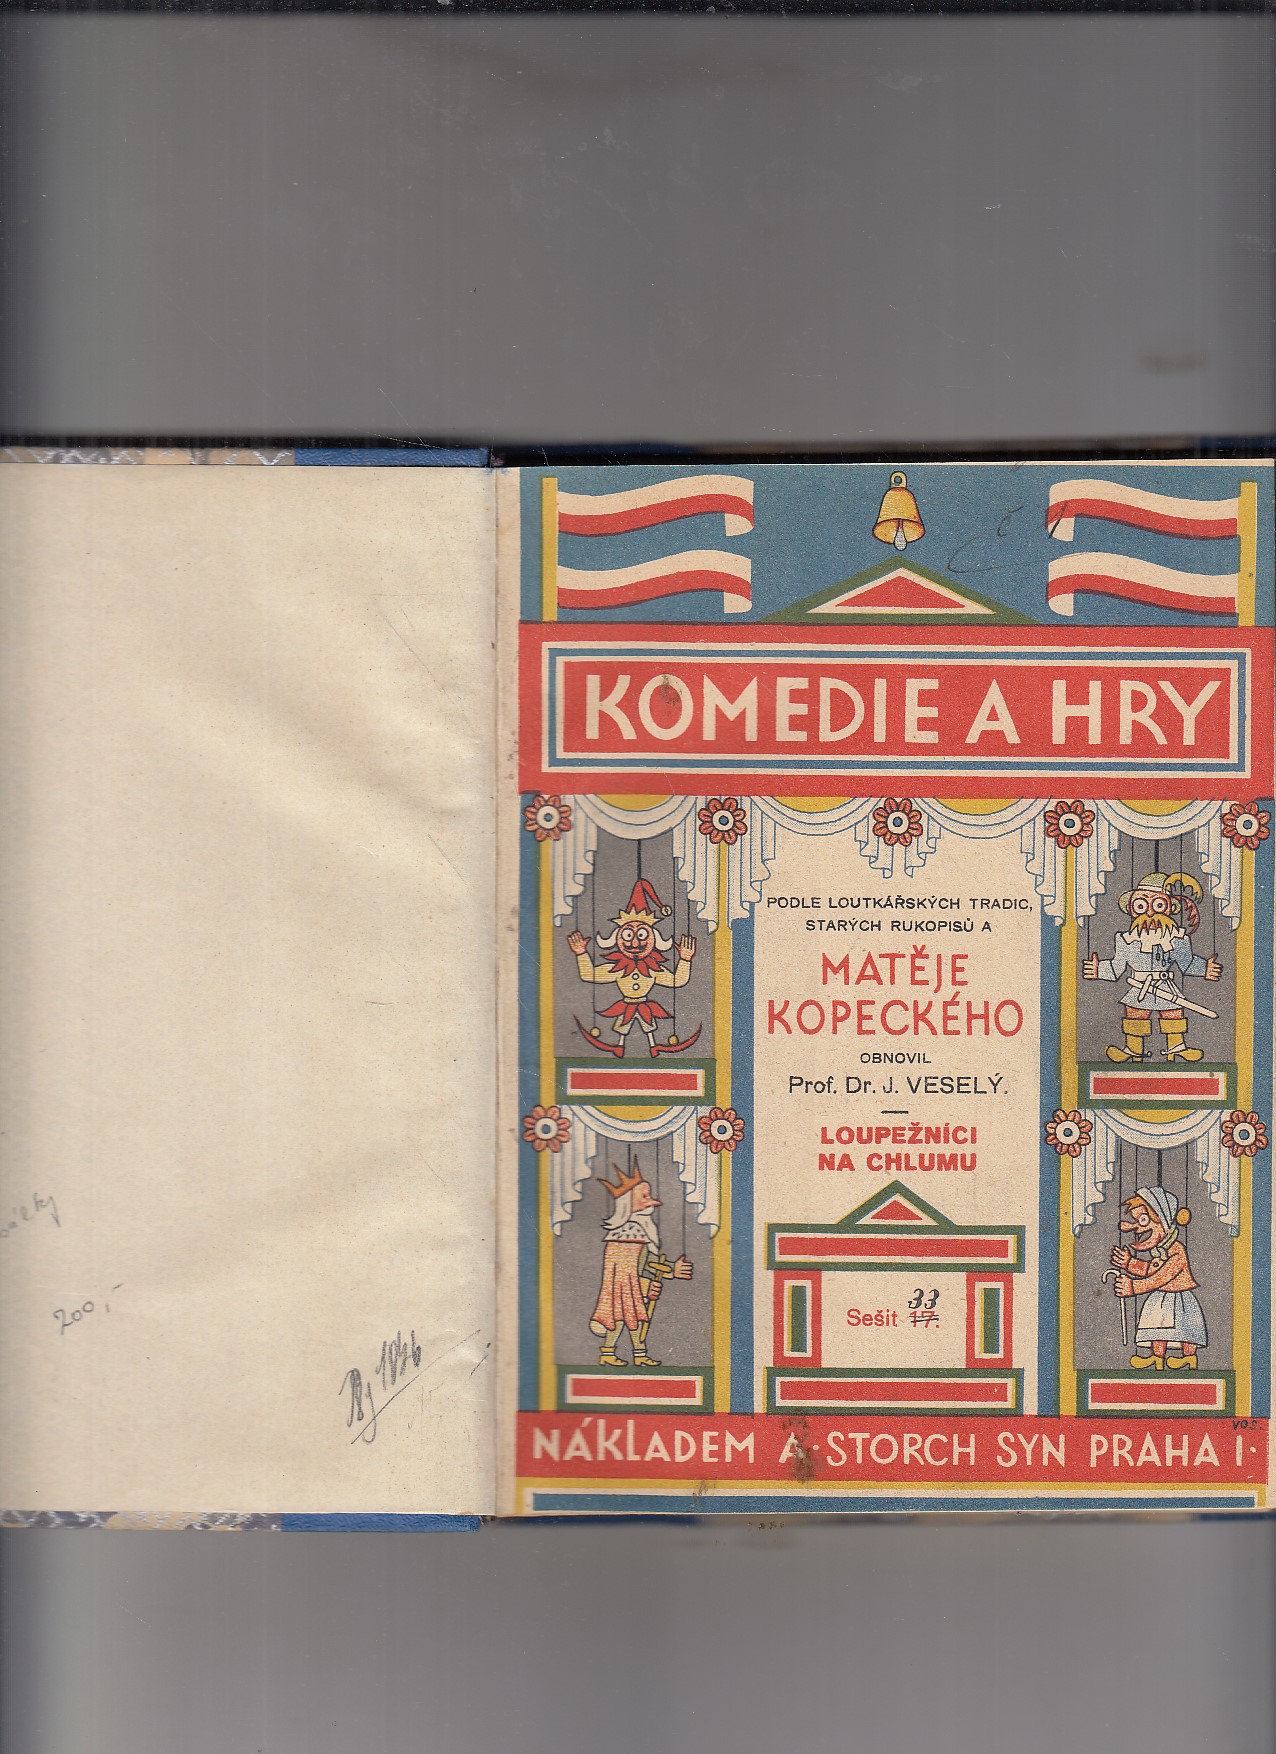 200,-
KOMEDIE A HRY
PODLE LOUTKÁŘSKÝCH TRADIC,
STARÝCH RUKOPISŮ A
MATĚJE
KOPECKÉHO
OBNOVIL
Prof. Dr. J. VESELÝ.
LOUPEŽNÍCI
NA CHLUMU
33
Sešit 17.
VOS.
NÁKLADEM A. STORCH SYN PRAHA I.